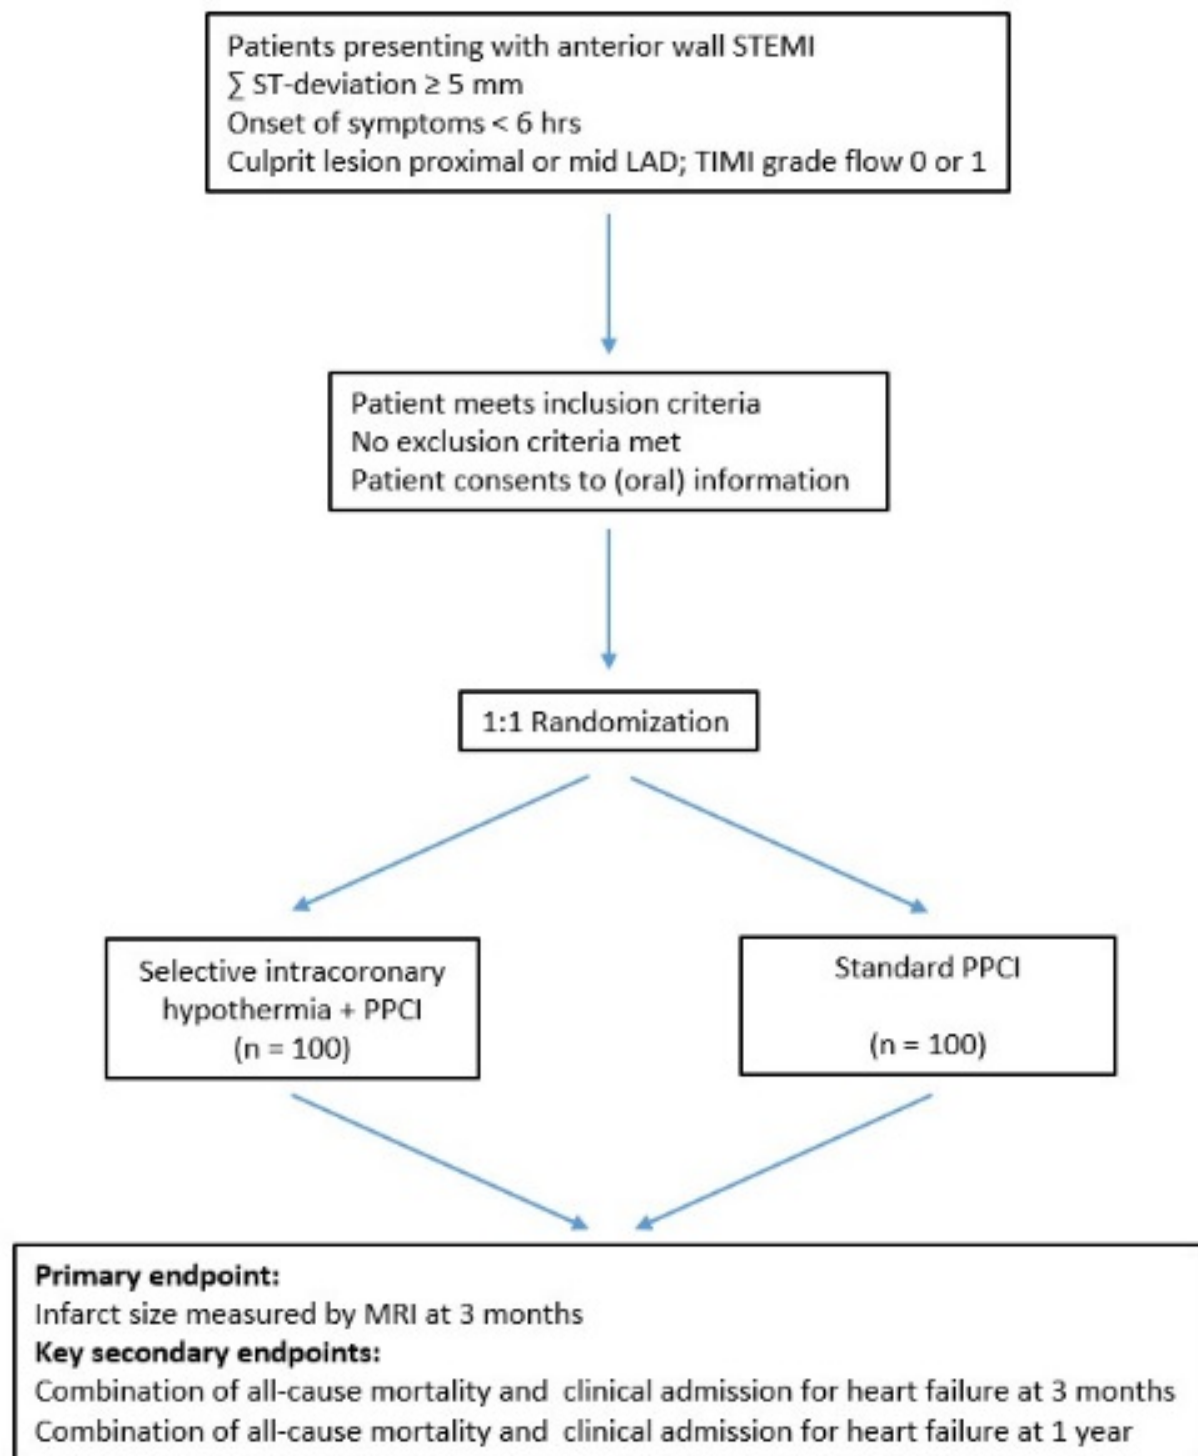 Patients presenting with anterior wall STEMI
∑ ST-deviation ≥ 5 mm
Onset of symptoms < 6 hrs
Culprit lesion proximal or mid LAD; TIMI grade flow 0 or 1
Patient meets inclusion criteria
No exclusion criteria met
Patient consents to (oral) information
1:1 Randomization
Selective intracoronary
hypothermia + PPCI
(n = 100)
Standard PPCI
(n = 100)
Primary endpoint:
Infarct size measured by MRI at 3 months
Key secondary endpoints:
Combination of all-cause mortality and clinical admission for heart failure at 3 months
Combination of all-cause mortality and clinical admission for heart failure at 1 year